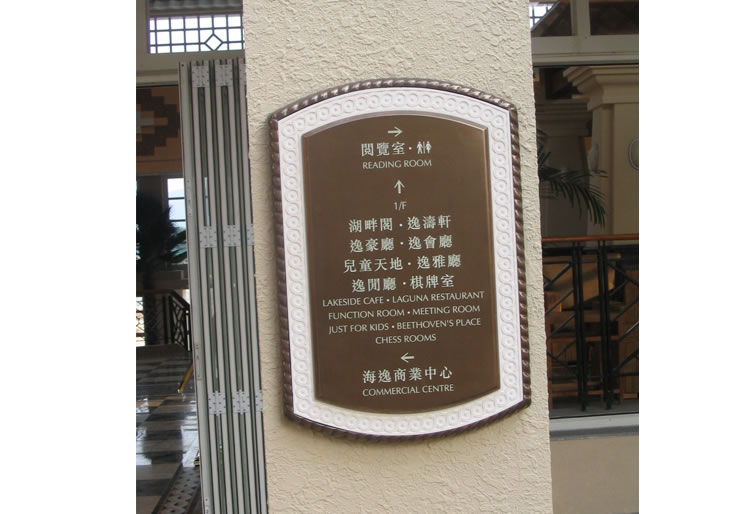 →
閱覽室·
READING ROOM
↑
1/F
湖畔閣·逸濤軒
逸豪廳·逸會廳
兒童天地·逸雅廳
逸閒廳·棋牌室
LAKESIDE CAFE • LAGUNA RESTAURANT
FUNCTION ROOM • MEETING ROOM
JUST FOR KIDS • BEETHOVEN'S PLACE
CHESS ROOMS
←
海逸商業中心
COMMERCIAL CENTRE